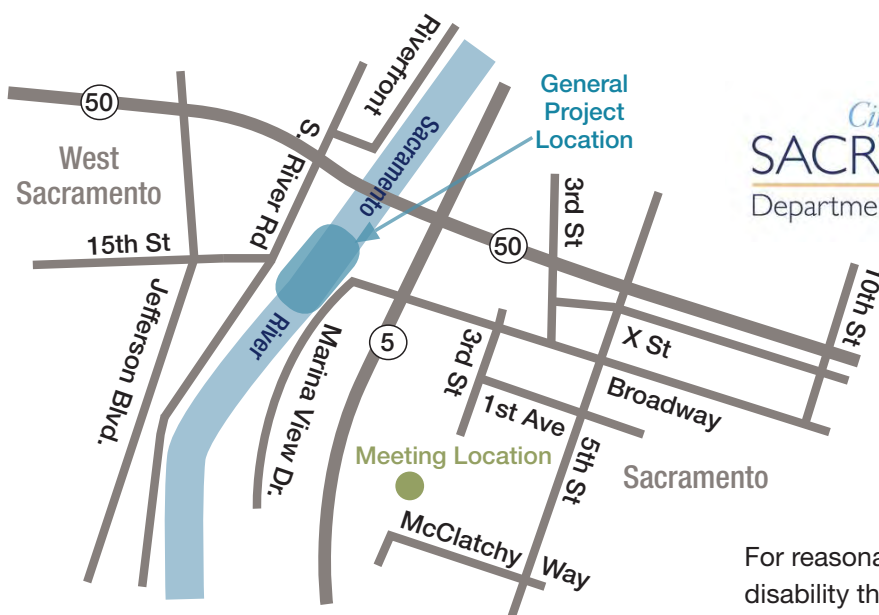 Riverfront
50
S. River Rd
Sacramento
General
Project
Location
West
Sacramento
SACR
Departme
3rd St
50
15th St
10th St
Jefferson Blvd.
River
Marina View Dr.
5
3rd St
X St
Broadway
1st Ave
5th St
Meeting Location
Sacramento
McClatchy Way
For reasona
disability th